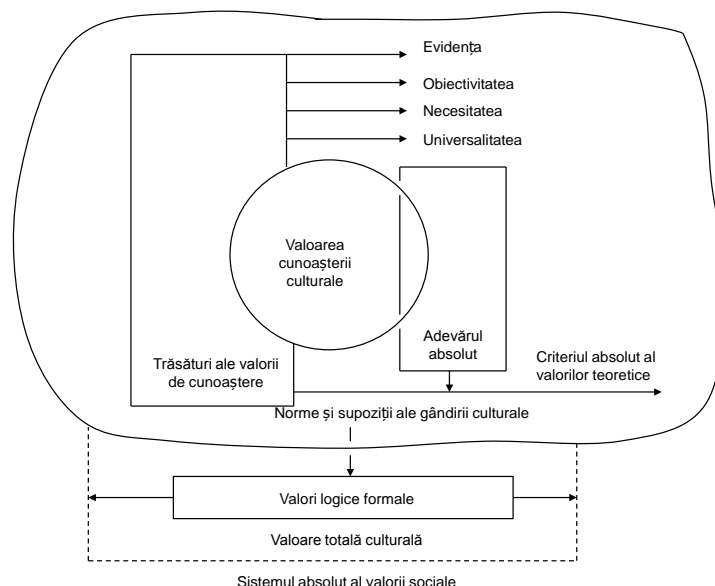 Evidența
Obiectivitatea
Necesitatea
Universalitatea
Valoarea
cunoașterii
culturale
Adevărul
absolut
Trăsături ale valorii
de cunoaștere
Criteriul absolut al
valorilor teoretice
Norme și supoziții ale gândirii culturale
Valori logice formale
Valoare totală culturală
Sistemul absolut al valorii sociale